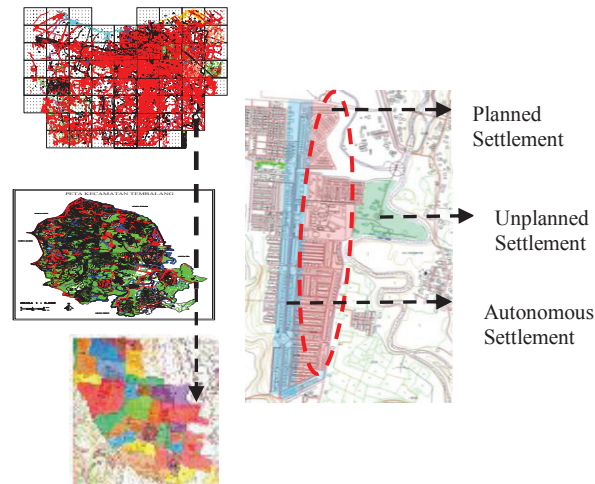 PETA KECAMATAN TEMBALANG
Planned
Settlement
Unplanned
Settlement
Autonomous
Settlement